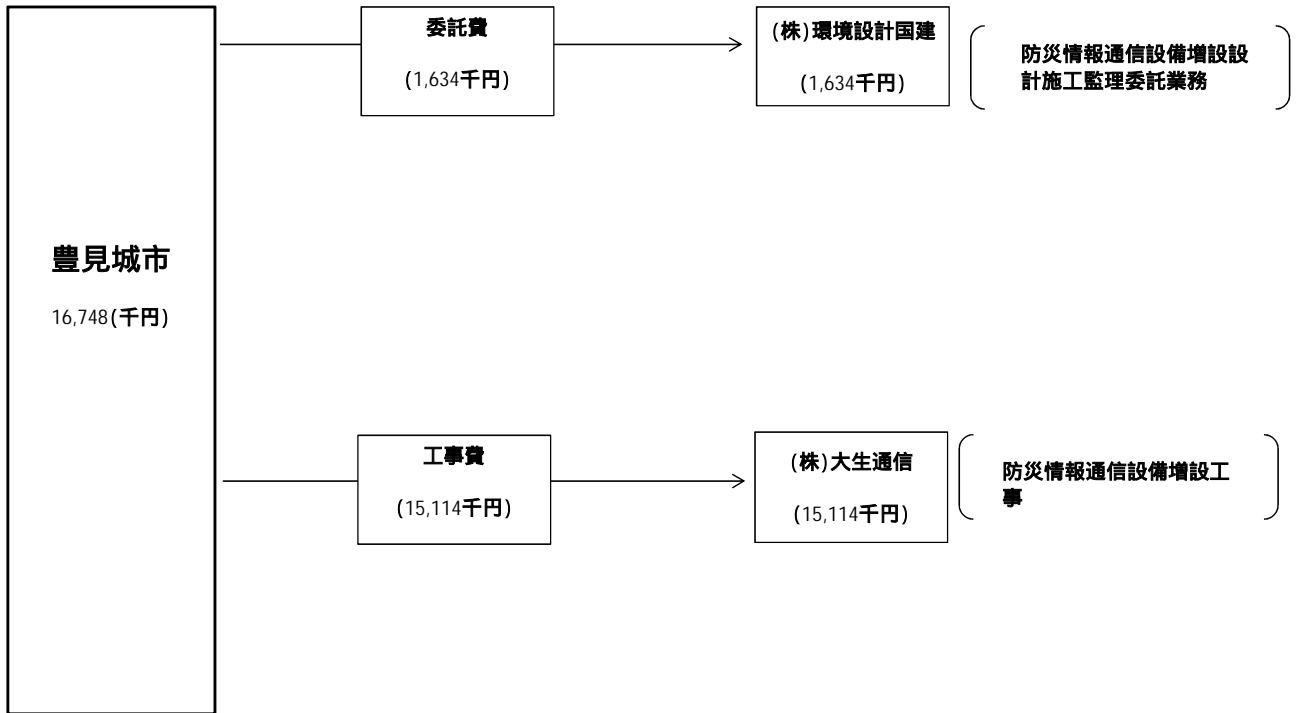 豊見城市
16,748(千円)
委託費
(1,634千円)
(株)環境設計国建
(1,634千円)
防災情報通信設備増設設
計施工監理委託業務
工事費
(15,114千円)
(株)大生通信
(15,114千円)
防災情報通信設備増設工
事